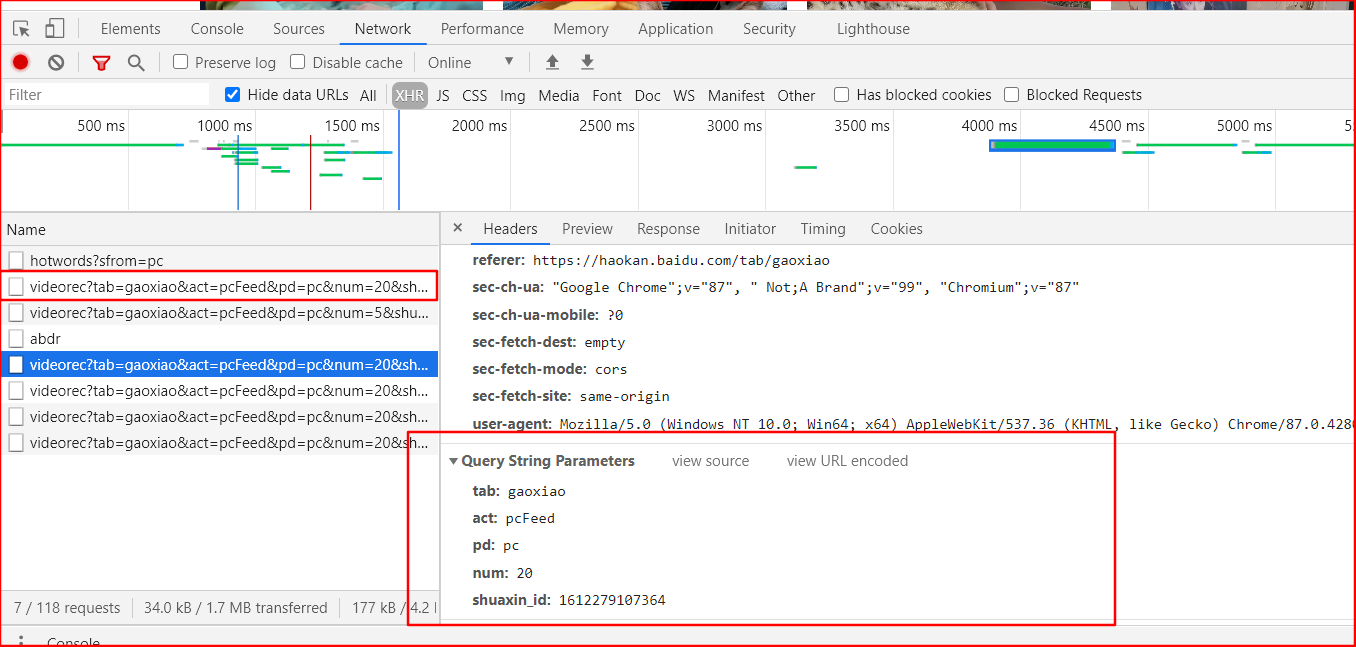 Elements Console Sources Network Performance Memory Application Security Lighthouse
Preserve log Disable cache Online
Filter Hide data URLs All XHR JS CSS Img Media Font Doc WS Manifest Other Has blocked cookies Blocked Requests
500 ms 1000 ms 1500 ms 2000 ms 2500 ms 3000 ms 3500 ms 4000 ms 4500 ms 5000 ms 5
Name
hotwords?sfrom=pc
videorec?tab=gaoxiao&act=pcFeed&pd=pc&num=20&sh...
videorec?tab=gaoxiao&act=pcFeed&pd=pc&num=5&shu...
abdr
videorec?tab=gaoxiao&act=pcFeed&pd=pc&num=20&sh...
videorec?tab=gaoxiao&act=pcFeed&pd=pc&num=20&sh...
videorec?tab=gaoxiao&act=pcFeed&pd=pc&num=20&sh...
videorec?tab=gaoxiao&act=pcFeed&pd=pc&num=20&sh...
7 / 118 requests 34.0 kB / 1.7 MB transferred 177 kB / 4.2
× Headers Preview Response Initiator Timing Cookies
referer: https://haokan.baidu.com/tab/gaoxiao
sec-ch-ua: "Google Chrome";v="87", " Not;A Brand";v="99", "Chromium";v="87"
sec-ch-ua-mobile: ?0
sec-fetch-dest: empty
sec-fetch-mode: cors
sec-fetch-site: same-origin
user-agent: Mozilla/5.0 (Windows NT 10.0; Win64; x64) AppleWebKit/537.36 (KHTML, like Gecko) Chrome/87.0.4280
Query String Parameters view source view URL encoded
tab: gaoxiao
act: pcFeed
pd: pc
num: 20
shuaxin_id: 1612279107364
Console